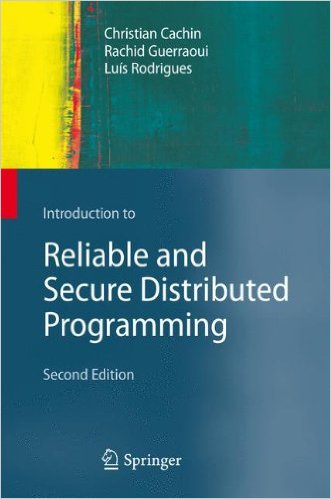 Christian Cachin
Rachid Guerraoui
Luís Rodrigues
Introduction to
Reliable and
Secure Distributed
Programming
Second Edition
Springer